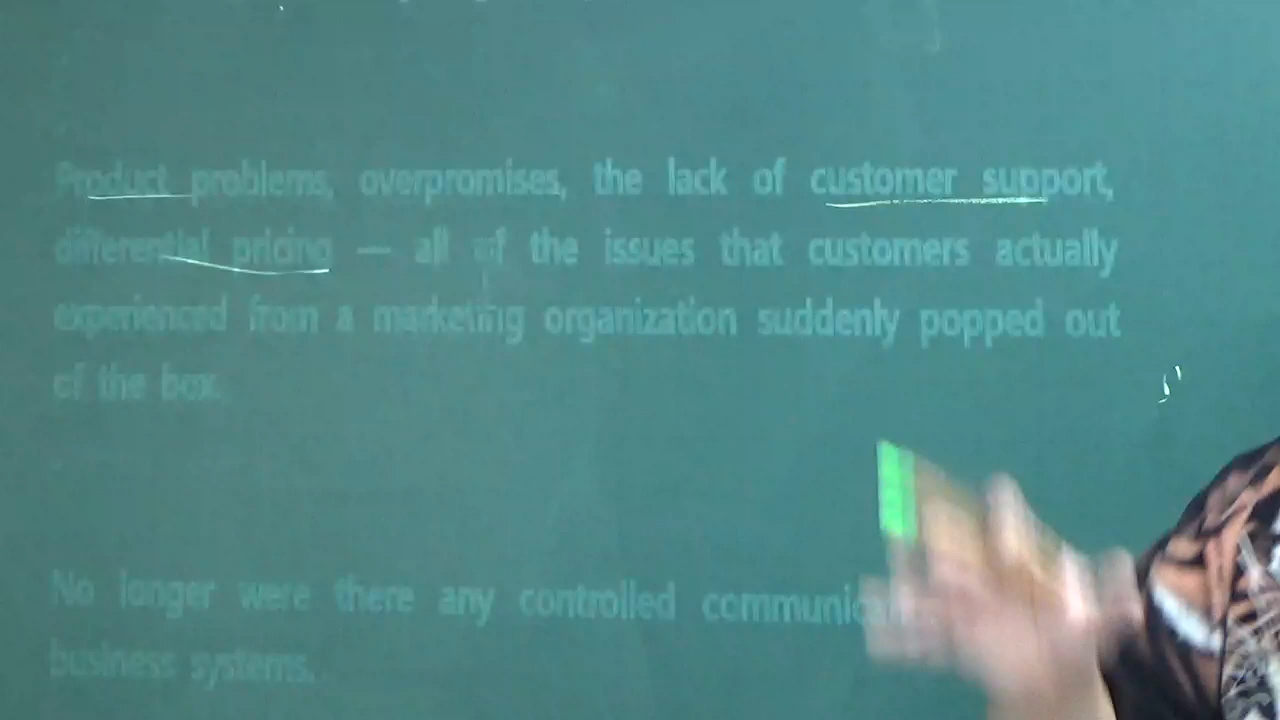 Product problems, overpromises, the lack of customer support,
differential pricing — all of the issues that customers actually
experienced from a marketing organization suddenly popped out
of the box.
No longer were there any controlled
business systems.